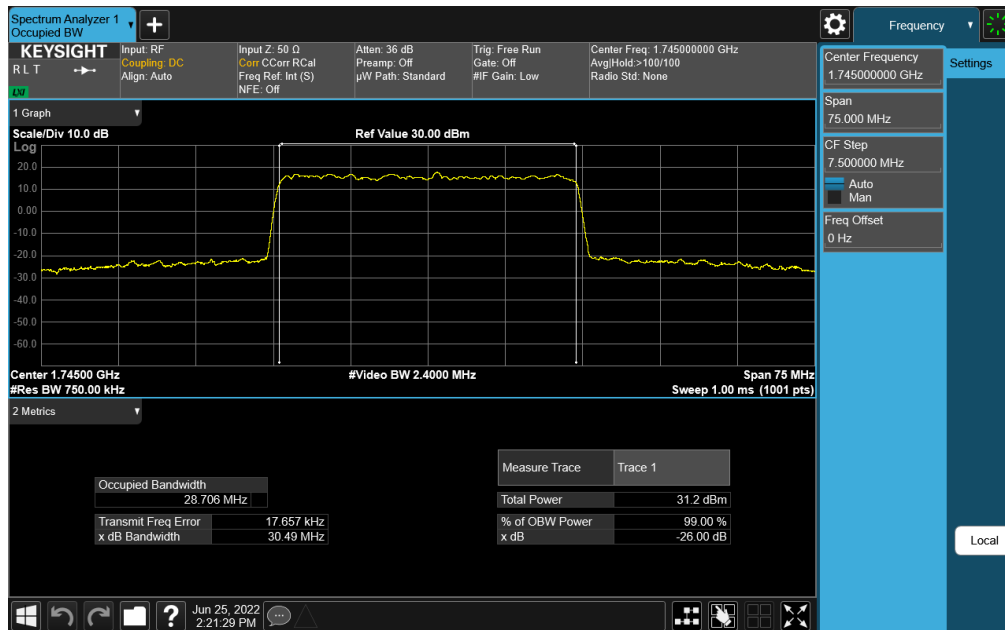 Spectrum Analyzer 1
Occupied BW
Frequency
KEYSIGHT
R L T
LXI
Input: RF
Coupling: DC
Align: Auto
Input Z: 50 Ω
Corr CCorr RCal
Freq Ref: Int (S)
NFE: Off
Atten: 36 dB
Preamp: Off
µW Path: Standard
Trig: Free Run
Gate: Off
#IF Gain: Low
Center Freq: 1.745000000 GHz
Avg|Hold:>100/100
Radio Std: None
Center Frequency
1.745000000 GHz
Settings
Span
75.000 MHz
CF Step
7.500000 MHz
Auto
Man
Freq Offset
0 Hz
Local
1 Graph
Scale/Div 10.0 dB
Ref Value 30.00 dBm
Log
20.0
10.0
0.00
-10.0
-20.0
-30.0
-40.0
-50.0
-60.0
Center 1.74500 GHz
#Video BW 2.4000 MHz
Span 75 MHz
#Res BW 750.00 kHz
Sweep 1.00 ms (1001 pts)
2 Metrics
Measure Trace Trace 1
Occupied Bandwidth
28.706 MHz
Total Power 31.2 dBm
Transmit Freq Error 17.657 kHz
% of OBW Power 99.00 %
x dB Bandwidth 30.49 MHz
x dB -26.00 dB
?
Jun 25, 2022
2:21:29 PM